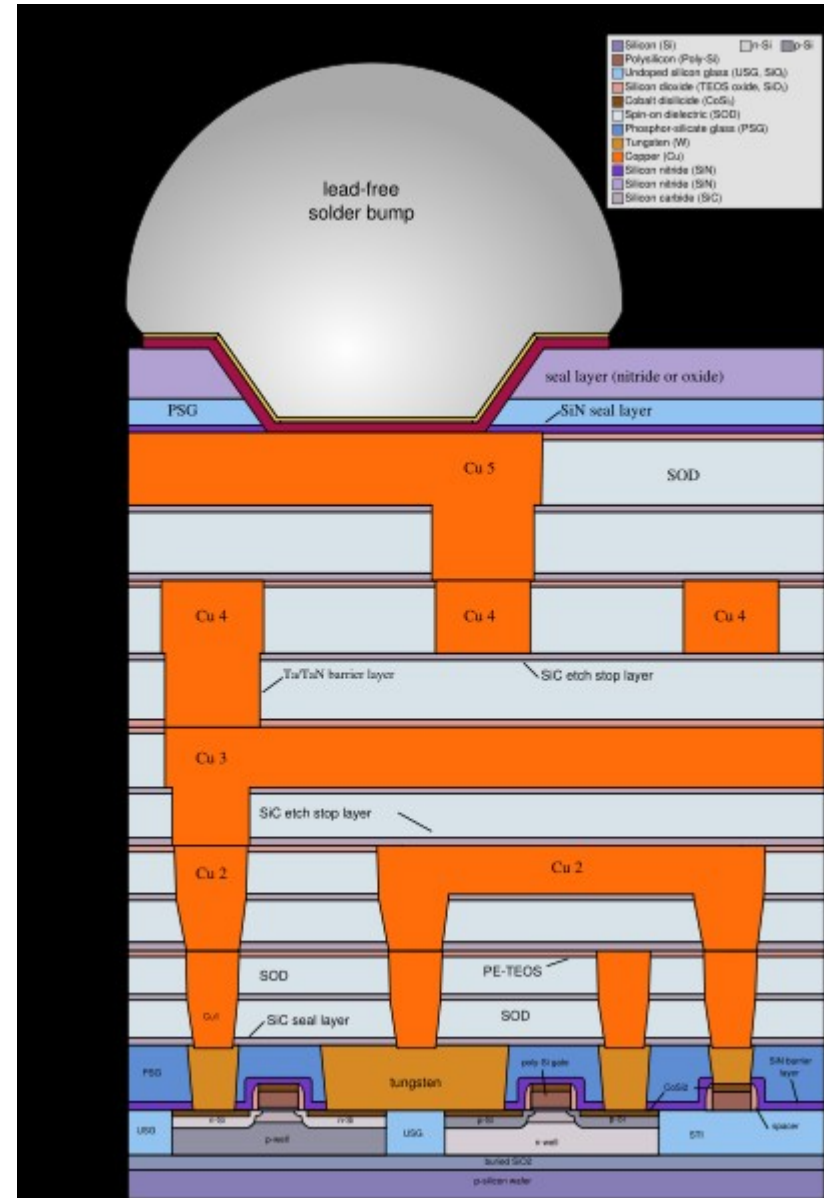 Silicon (Si) n-Si p-Si
Polysilicon (Poly-Si)
Undoped silicon glass (USG, SiO₂)
Silicon dioxide (TEOS oxide, SiO₂)
Cobalt disilicide (CoSi₂)
Spin-on dielectric (SOD)
Phosphor-silicate glass (PSG)
Tungsten (W)
Copper (Cu)
Silicon nitride (SiN)
Silicon nitride (SiN)
Silicon carbide (SiC)
lead-free
solder bump
seal layer (nitride or oxide)
PSG
SiN seal layer
Cu 5
SOD
Cu 4
Cu 4
Cu 4
Ta/TaN barrier layer
SiC etch stop layer
Cu 3
SiC etch stop layer
Cu 2
Cu 2
SOD
PE-TEOS
Cu1
SiC seal layer
SOD
PSG
tungsten
poly Si gate
CoSi2
SiN barrier
layer
n-Si
n-Si
p-Si
p-Si
spacer
USG
p-well
USG
n-well
STI
buried SiO2
p-silicon wafer